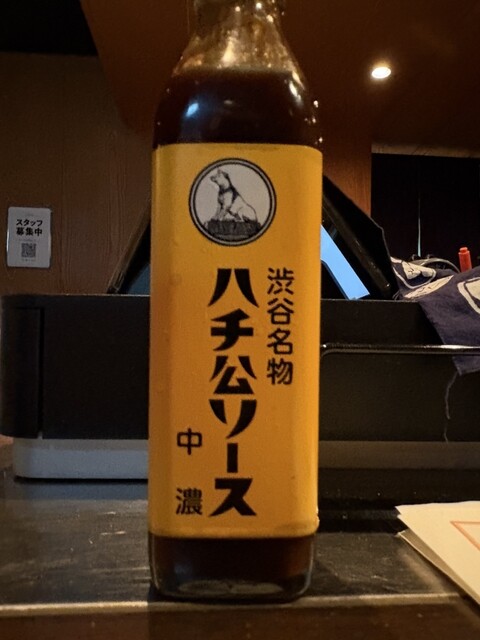 渋谷名物
ハチ公ソース
中濃
スタッフ
募集中